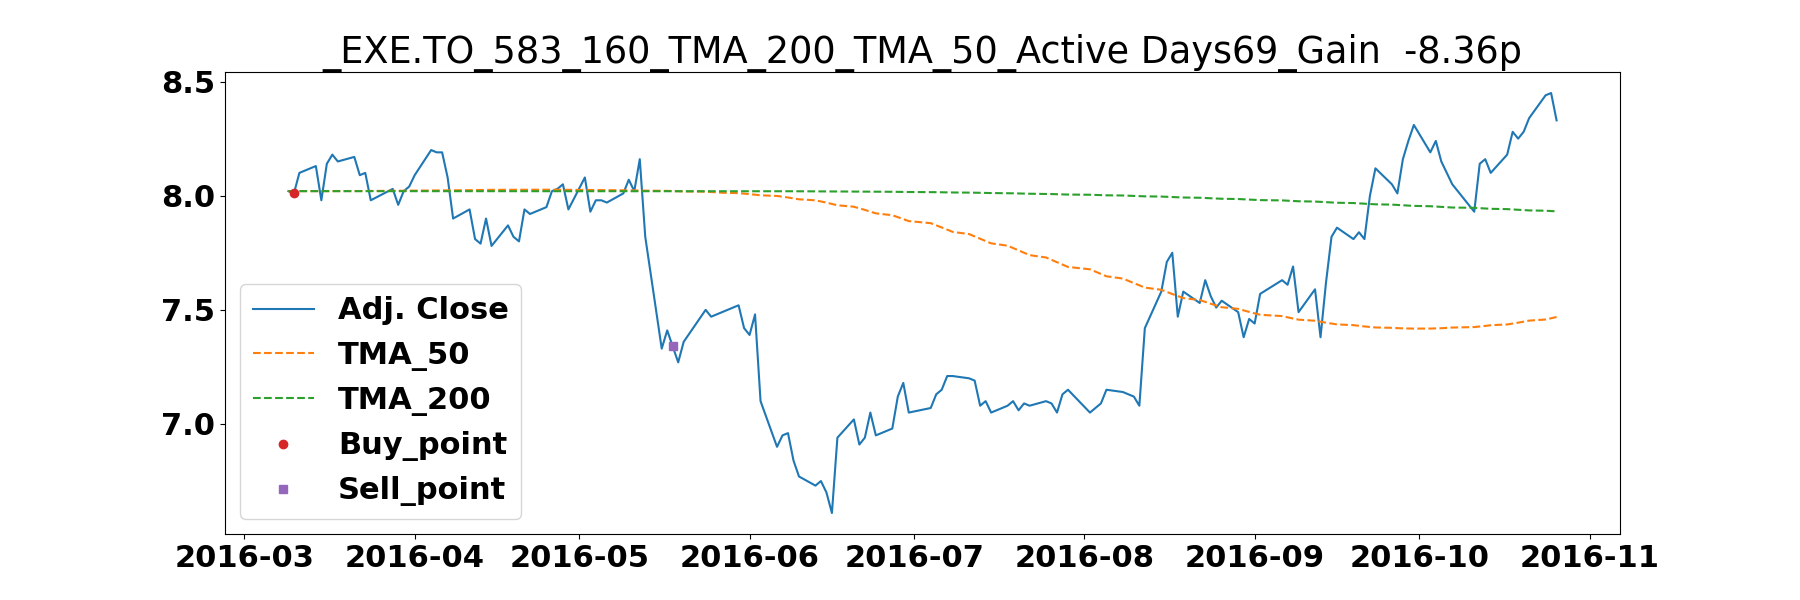 _EXE.TO_583_160_TMA_200_TMA_50_Active Days69_Gain  -8.36p
8.5
8.0
7.5
7.0
Adj. Close
TMA_50
TMA_200
Buy_point
Sell_point
2016-03 2016-04 2016-05 2016-06 2016-07 2016-08 2016-09 2016-10 2016-11